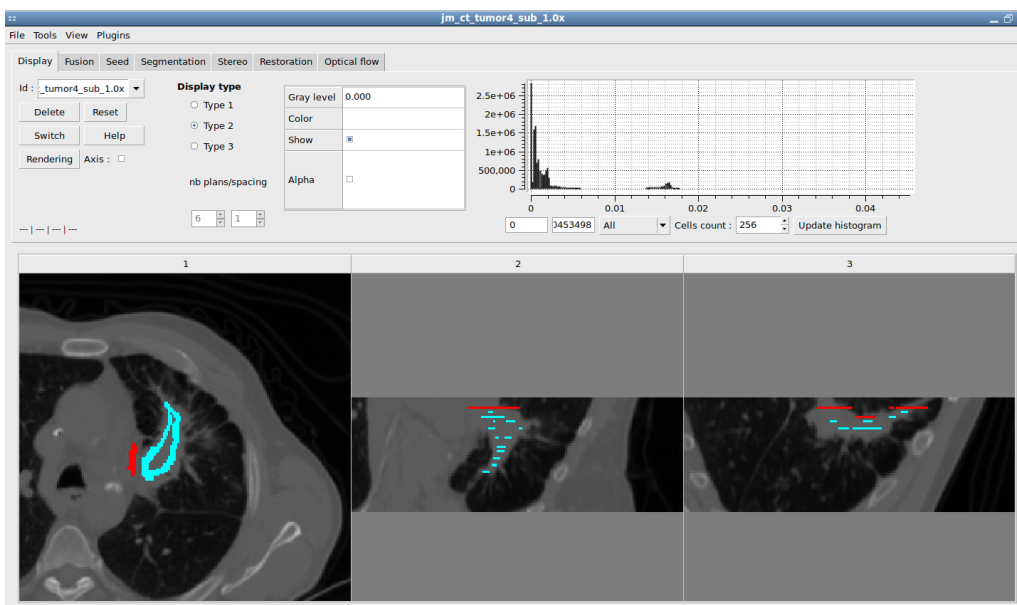 jm_ct_tumor4_sub_1.0x
File Tools View Plugins
Display Fusion Seed Segmentation Stereo Restoration Optical flow
Id : :_tumor4_sub_1.0x
Delete Reset
Switch Help
Rendering Axis :
--- | --- | --- | ---
Display type
Type 1
Type 2
Type 3
nb plans/spacing
6 1
Gray level 0.000
Color
Show
Alpha
2.5e+06
2e+06
1.5e+06
1e+06
500,000
0
0 0.01 0.02 0.03 0.04
0 0453498 All Cells count : 256 Update histogram
1 2 3